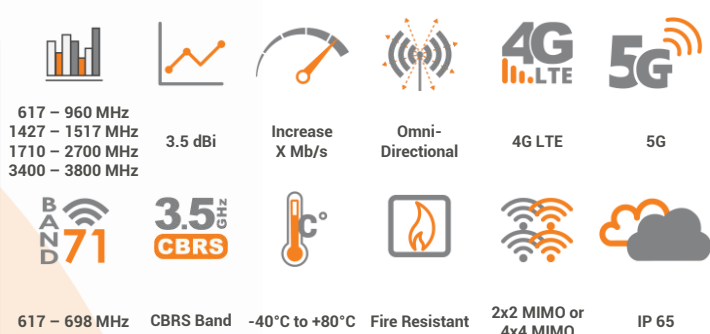 4G
LTE
5G
617 – 960 MHz
1427 – 1517 MHz
1710 – 2700 MHz
3400 – 3800 MHz
3.5 dBi
Increase
X Mb/s
Omni-
Directional
4G LTE
5G
BAND
71
3.5 GHz
CBRS
C°
617 – 698 MHz
CBRS Band
-40°C to +80°C
Fire Resistant
2x2 MIMO or
4x4 MIMO
IP 65